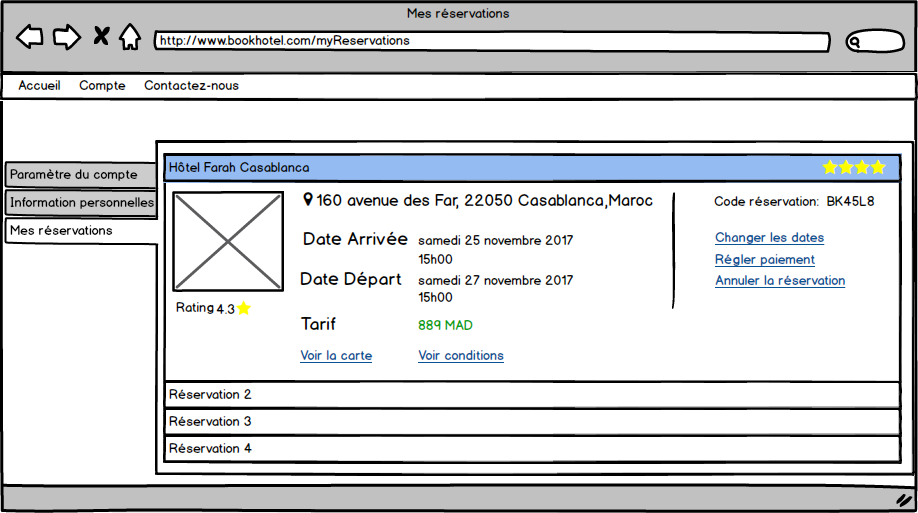 Mes réservations
http://www.bookhotel.com/myReservations
Accueil Compte Contactez-nous
Paramètre du compte
Information personnelles
Mes réservations
Hôtel Farah Casablanca
160 avenue des Far, 22050 Casablanca,Maroc
Date Arrivée samedi 25 novembre 2017
15h00
Date Départ samedi 27 novembre 2017
15h00
Rating 4.3
Tarif 889 MAD
Voir la carte Voir conditions
Code réservation: BK45L8
Changer les dates
Régler paiement
Annuler la réservation
Réservation 2
Réservation 3
Réservation 4